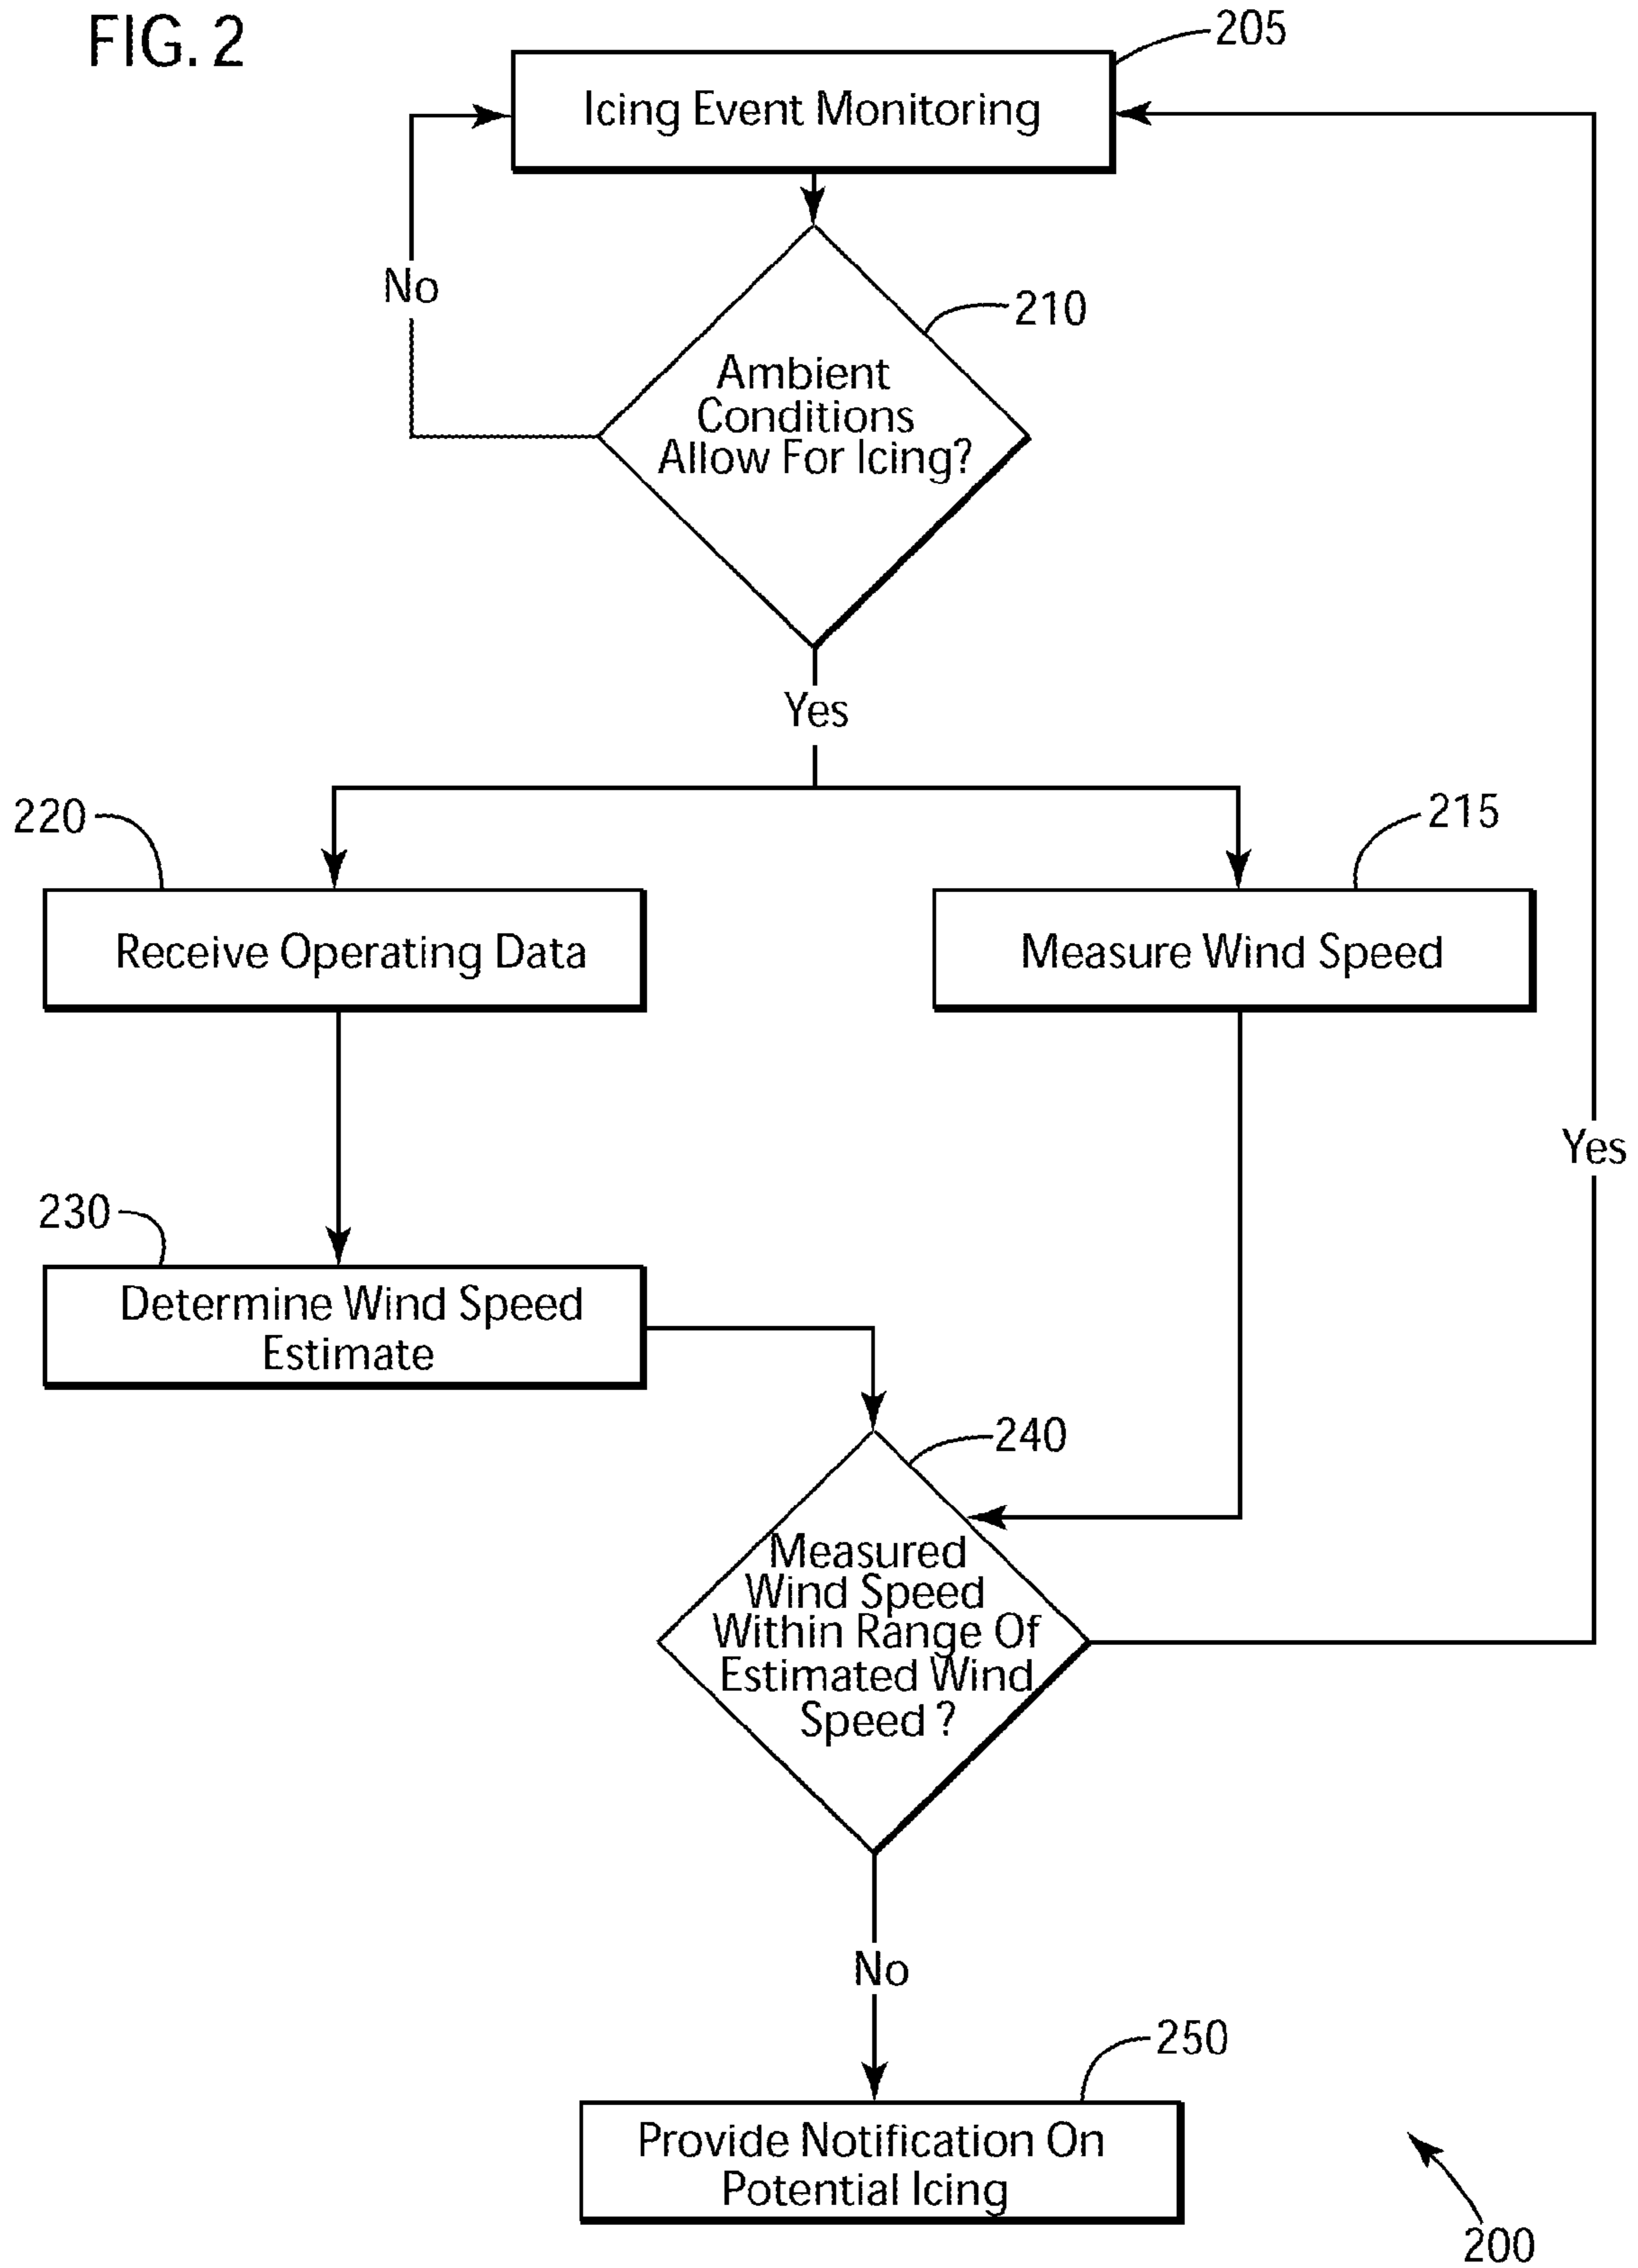 FIG. 2
205
Icing Event Monitoring
No
210
Ambient
Conditions
Allow For Icing?
Yes
220
215
Receive Operating Data
Measure Wind Speed
Yes
230
Determine Wind Speed
Estimate
240
Measured
Wind Speed
Within Range Of
Estimated Wind
Speed ?
No
250
Provide Notification On
Potential Icing
200